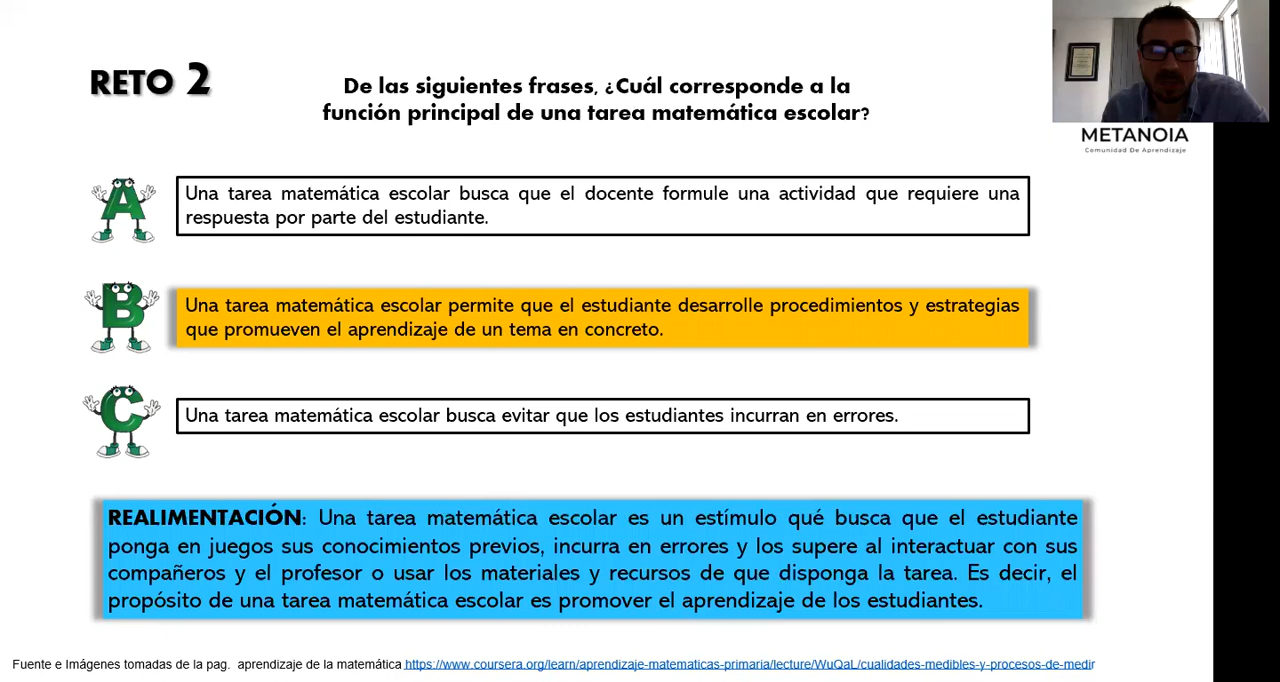 RETO 2
De las siguientes frases, ¿Cuál corresponde a la
función principal de una tarea matemática escolar?
METANOIA
Comunidad De Aprendizaje
A
Una tarea matemática escolar busca que el docente formule una actividad que requiere una
respuesta por parte del estudiante.
B
Una tarea matemática escolar permite que el estudiante desarrolle procedimientos y estrategias
que promueven el aprendizaje de un tema en concreto.
C
Una tarea matemática escolar busca evitar que los estudiantes incurran en errores.
REALIMENTACIÓN: Una tarea matemática escolar es un estímulo qué busca que el estudiante
ponga en juegos sus conocimientos previos, incurra en errores y los supere al interactuar con sus
compañeros y el profesor o usar los materiales y recursos de que disponga la tarea. Es decir, el
propósito de una tarea matemática escolar es promover el aprendizaje de los estudiantes.
Fuente e Imágenes tomadas de la pag. aprendizaje de la matemática https://www.coursera.org/learn/aprendizaje-matematicas-primaria/lecture/WuQaL/cualidades-medibles-y-procesos-de-medir